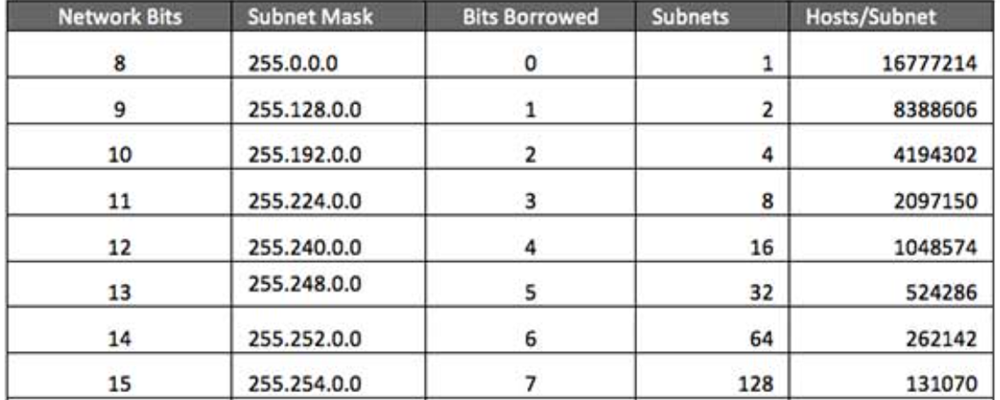 Network Bits Subnet Mask Bits Borrowed Subnets Hosts/Subnet
8 255.0.0.0 0 1 16777214
9 255.128.0.0 1 2 8388606
10 255.192.0.0 2 4 4194302
11 255.224.0.0 3 8 2097150
12 255.240.0.0 4 16 1048574
13 255.248.0.0 5 32 524286
14 255.252.0.0 6 64 262142
15 255.254.0.0 7 128 131070